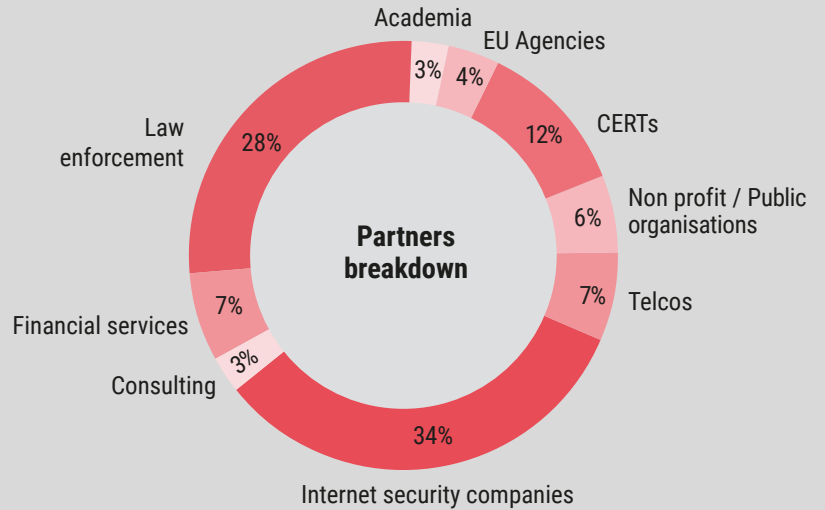 Academia
3%
EU Agencies
4%
CERTs
12%
Non profit / Public
organisations
6%
Telcos
7%
Internet security companies
34%
Consulting
3%
Financial services
7%
Law
enforcement
28%
Partners
breakdown